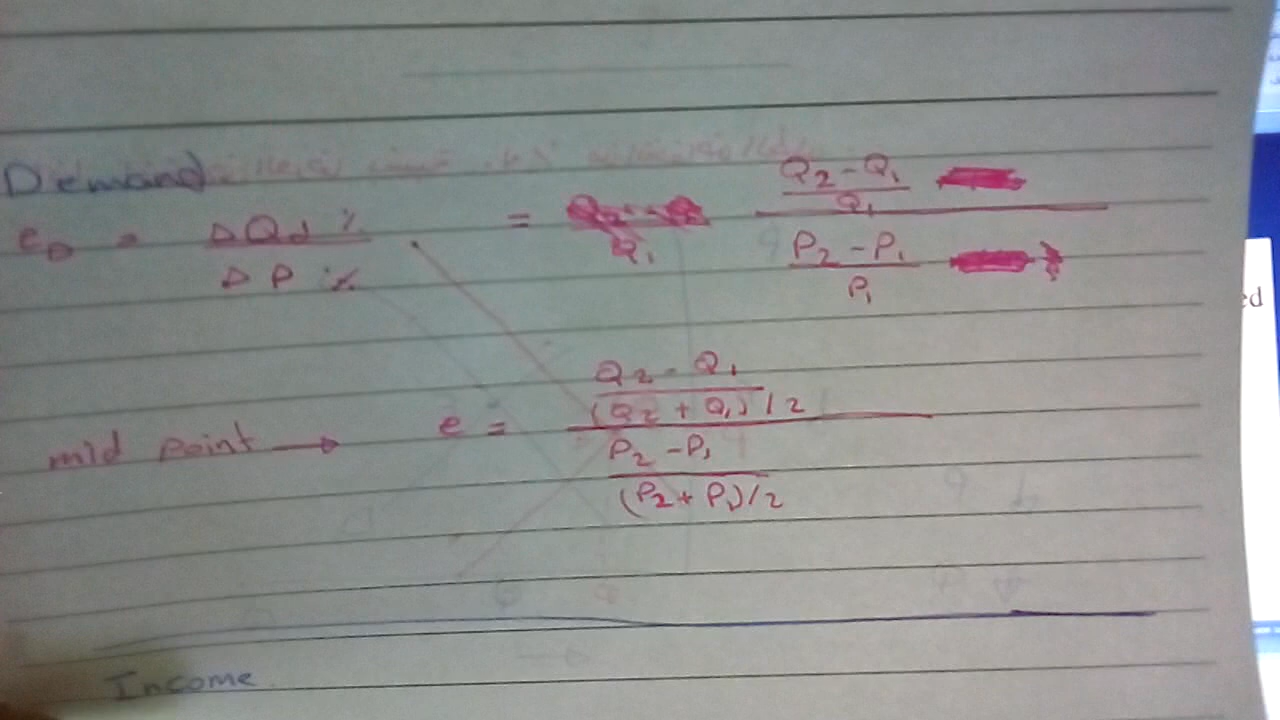 Demand
e_D = ΔQd % / ΔP % = ((Q2 - Q1) / Q1) / ((P2 - P1) / P1)
mid point → e = ((Q2 - Q1) / ((Q2 + Q1)/2)) / ((P2 - P1) / ((P2 + P1)/2))
Income
ed